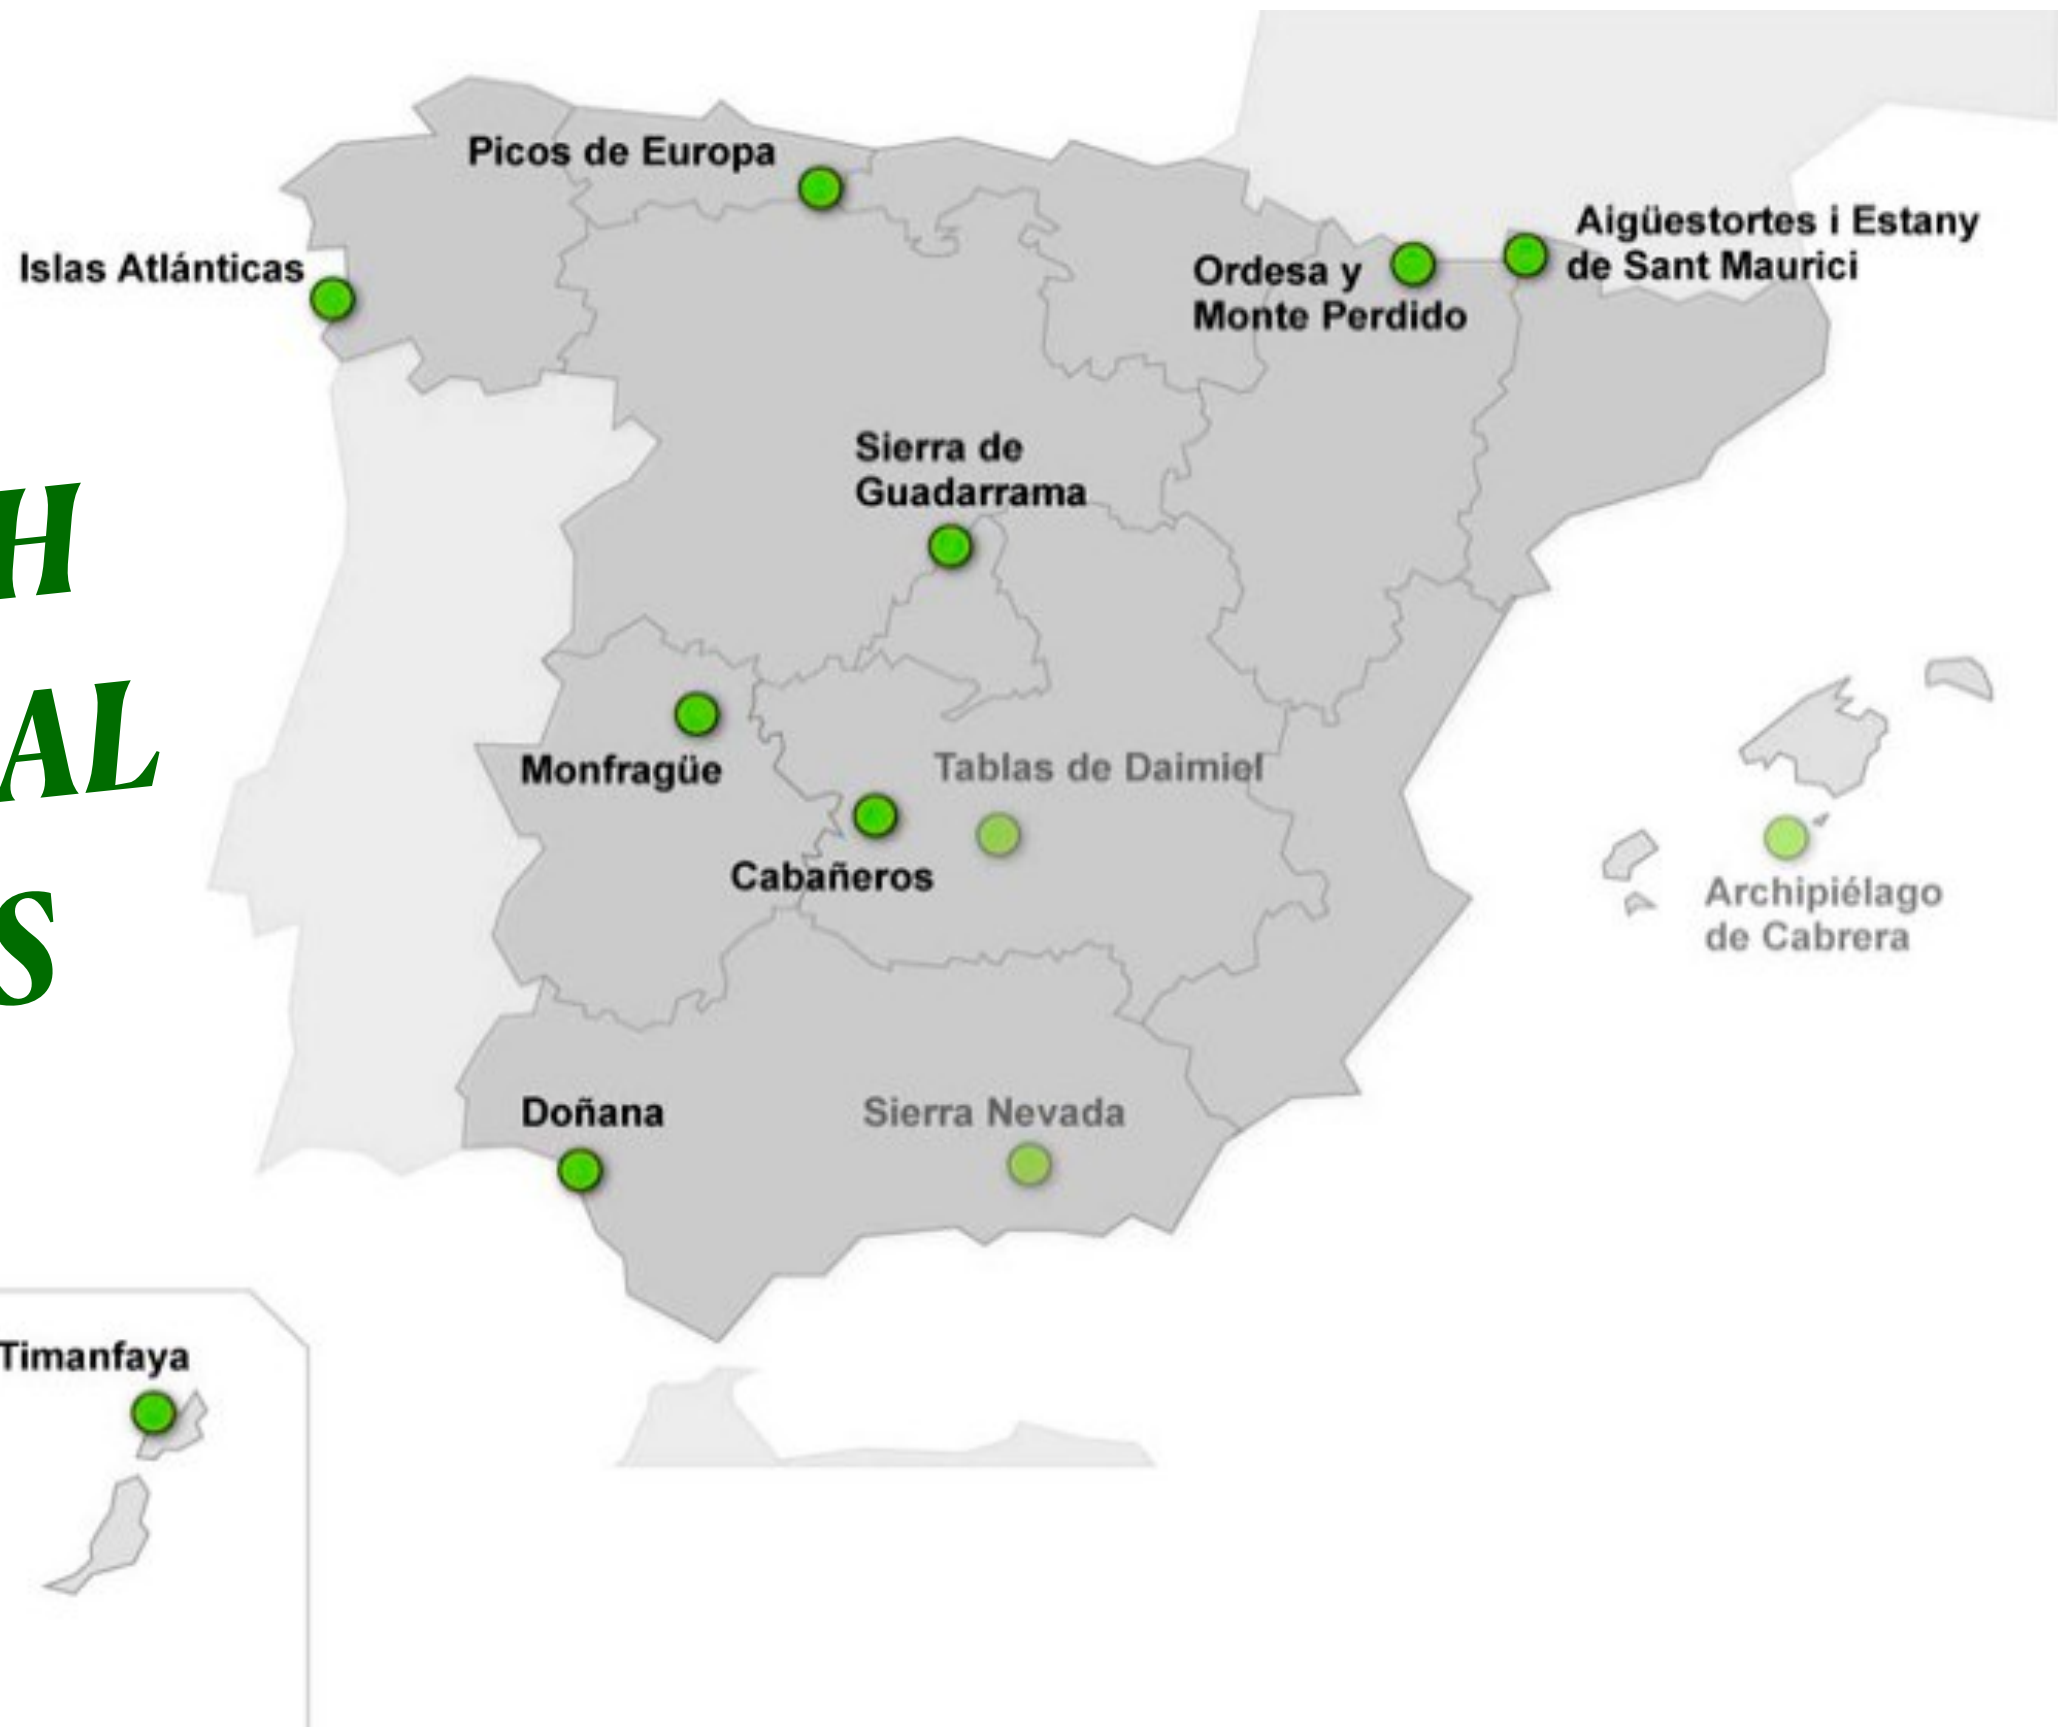 Picos de Europa
Aigüestortes i Estany
de Sant Maurici
Islas Atlánticas
Ordesa y
Monte Perdido
Sierra de
Guadarrama
H
AL
S
Monfragüe
Tablas de Daimiel
Cabañeros
Archipiélago
de Cabrera
Doñana
Sierra Nevada
Timanfaya